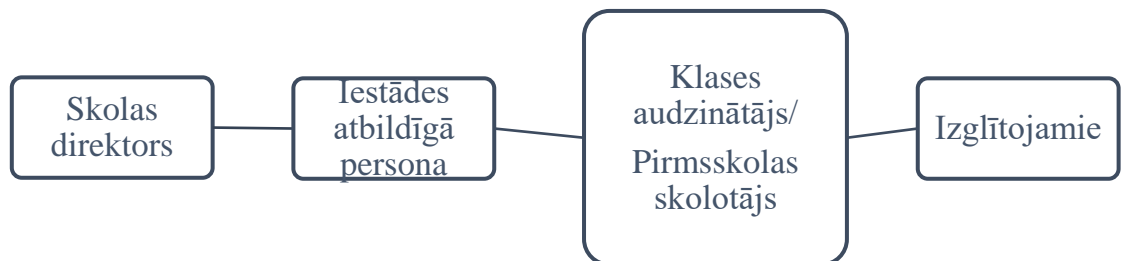 Skolas
direktors
Iestādes
atbildīgā
persona
Klases
audzinātājs/
Pirmsskolas
skolotājs
Izglītojamie